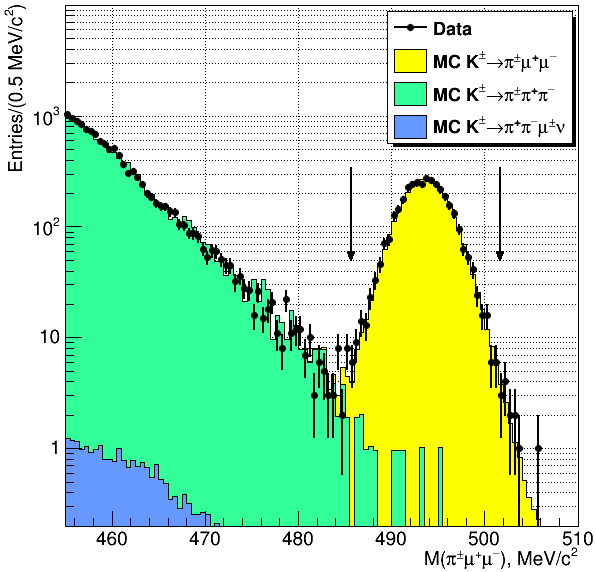 Entries/(0.5 MeV/c²)
Data
MC K±→π±μ⁺μ⁻
MC K±→π±π⁺π⁻
MC K±→π⁺π⁻μ±ν
10³
10²
10
1
460 470 480 490 500 510
M(π±μ⁺μ⁻), MeV/c²